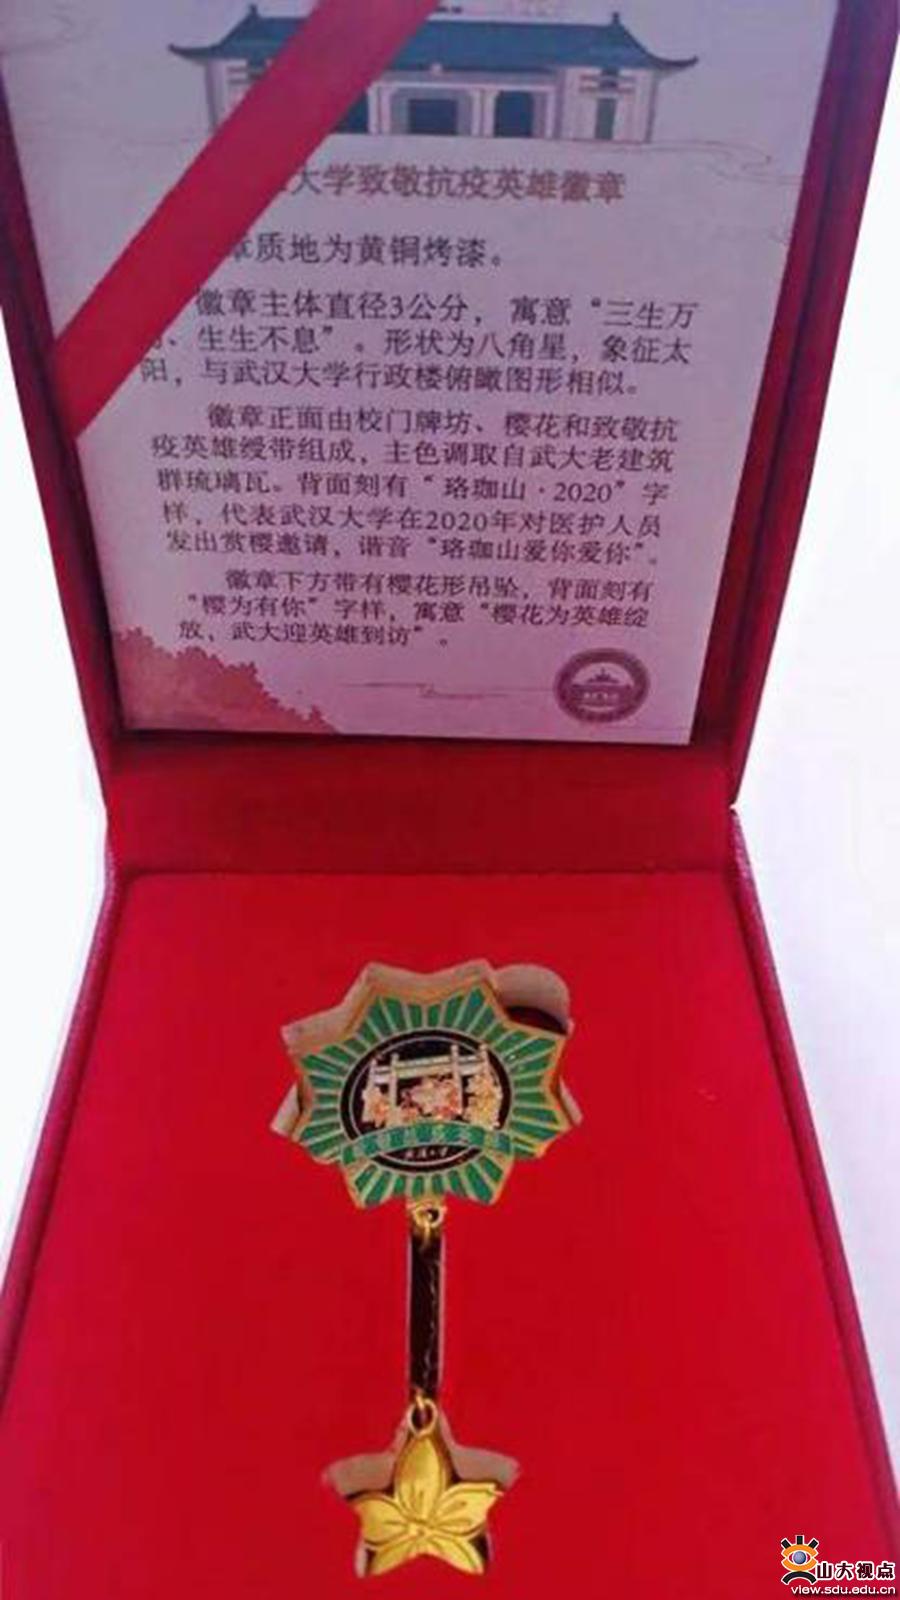 大学致敬抗疫英雄徽章
章质地为黄铜烤漆。
徽章主体直径3公分，寓意“三生万
、生生不息”。形状为八角星，象征太
阳，与武汉大学行政楼俯瞰图形相似。
徽章正面由校门牌坊、樱花和致敬抗
疫英雄绶带组成，主色调取自武大老建筑
群琉璃瓦。背面刻有“珞珈山·2020”字
样，代表武汉大学在2020年对医护人员
发出赏樱邀请，谐音“珞珈山爱你爱你”。
徽章下方带有樱花形吊坠，背面刻有
“樱为有你”字样，寓意“樱花为英雄绽
放，武大迎英雄到访”。
山大视点
view.sdu.edu.cn